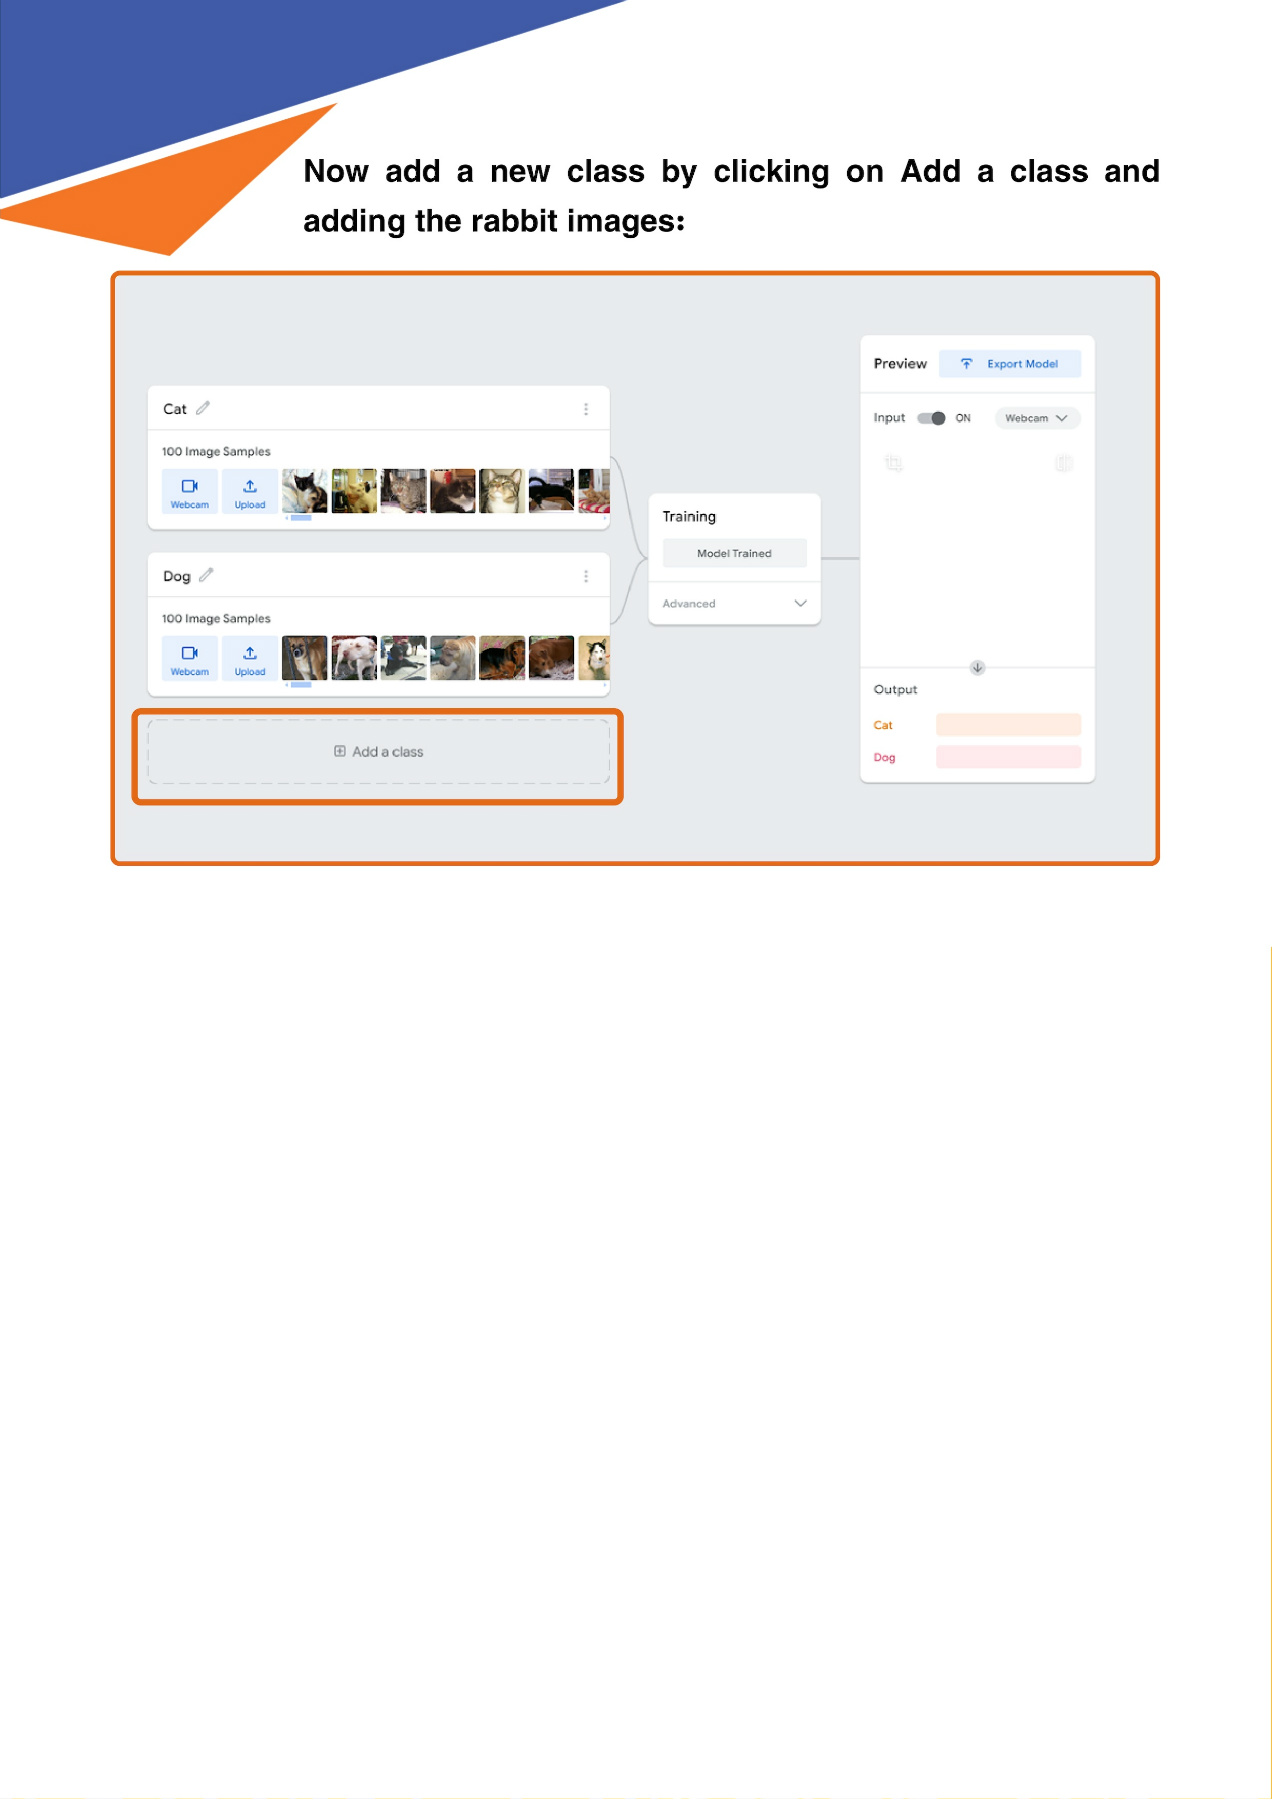 Now add a new class by clicking on Add a class and
adding the rabbit images:
Cat
100 Image Samples
Webcam
Upload
Dog
100 Image Samples
Webcam
Upload
Add a class
Training
Model Trained
Advanced
Preview
Export Model
Input
ON
Webcam
Output
Cat
Dog